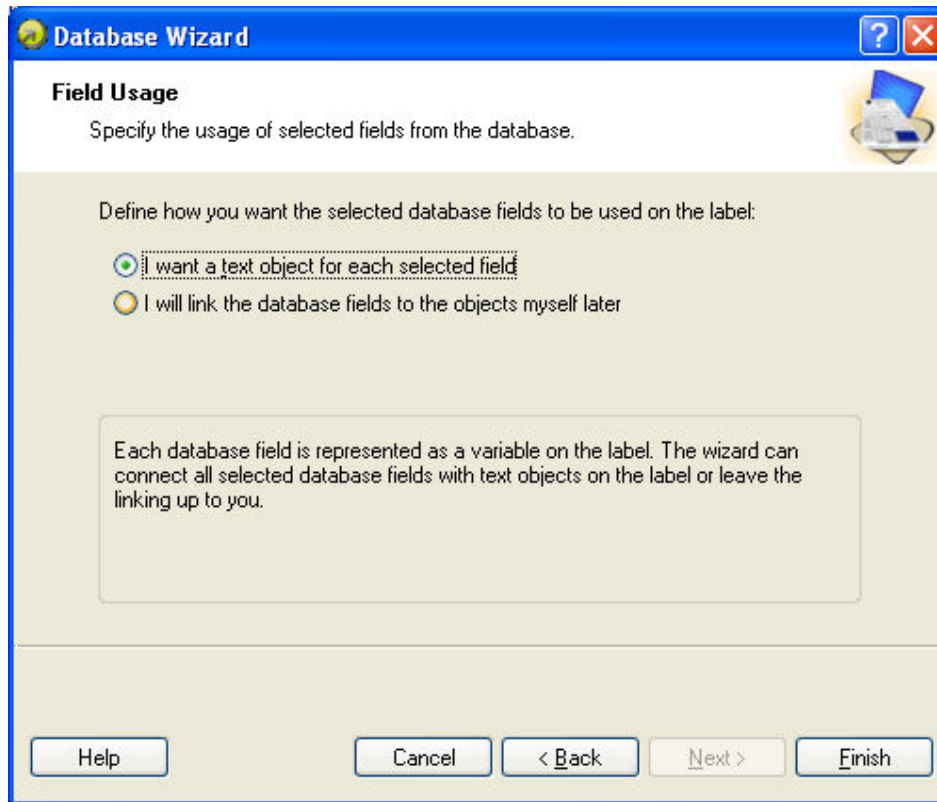 Database Wizard
?
Field Usage
Specify the usage of selected fields from the database.
Define how you want the selected database fields to be used on the label:
I want a text object for each selected field
I will link the database fields to the objects myself later
Each database field is represented as a variable on the label. The wizard can
connect all selected database fields with text objects on the label or leave the
linking up to you.
Help
Cancel
< Back
Next >
Finish